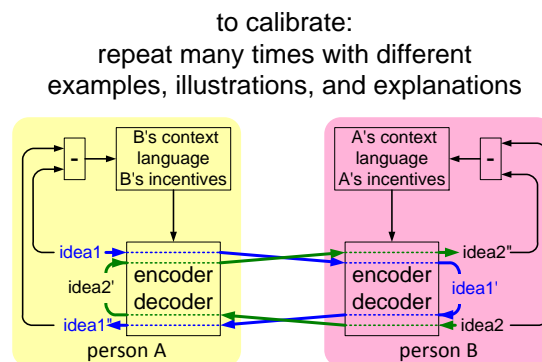 to calibrate:
repeat many times with different
examples, illustrations, and explanations
B's context
language
B's incentives
-
A's context
language
A's incentives
-
idea1
idea2'
idea1"
encoder
decoder
encoder
decoder
idea2"
idea1'
idea2
person A
person B